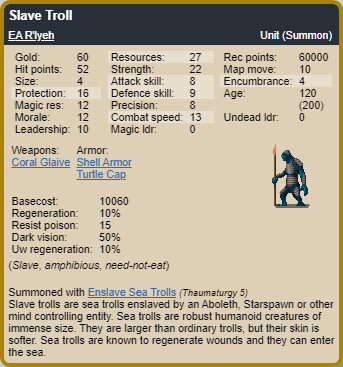 Slave Troll
EA R'lyeh Unit (Summon)
Gold: 60 Resources: 27 Rec points: 60000
Hit points: 52 Strength: 22 Map move: 10
Size: 4 Attack skill: 8 Encumbrance: 4
Protection: 16 Defence skill: 9 Age: 120
Magic res: 12 Precision: 8 (200)
Morale: 12 Combat speed: 13 Undead ldr: 0
Leadership: 10 Magic ldr: 0
Weapons: Armor:
Coral Glaive Shell Armor
Turtle Cap
Basecost: 10060
Regeneration: 10%
Resist poison: 15
Dark vision: 50%
Uw regeneration: 10%
(Slave, amphibious, need-not-eat)
Summoned with Enslave Sea Trolls (Thaumaturgy 5)
Slave trolls are sea trolls enslaved by an Aboleth, Starspawn or other
mind controlling entity. Sea trolls are robust humanoid creatures of
immense size. They are larger than ordinary trolls, but their skin is
softer. Sea trolls are known to regenerate wounds and they can enter
the sea.